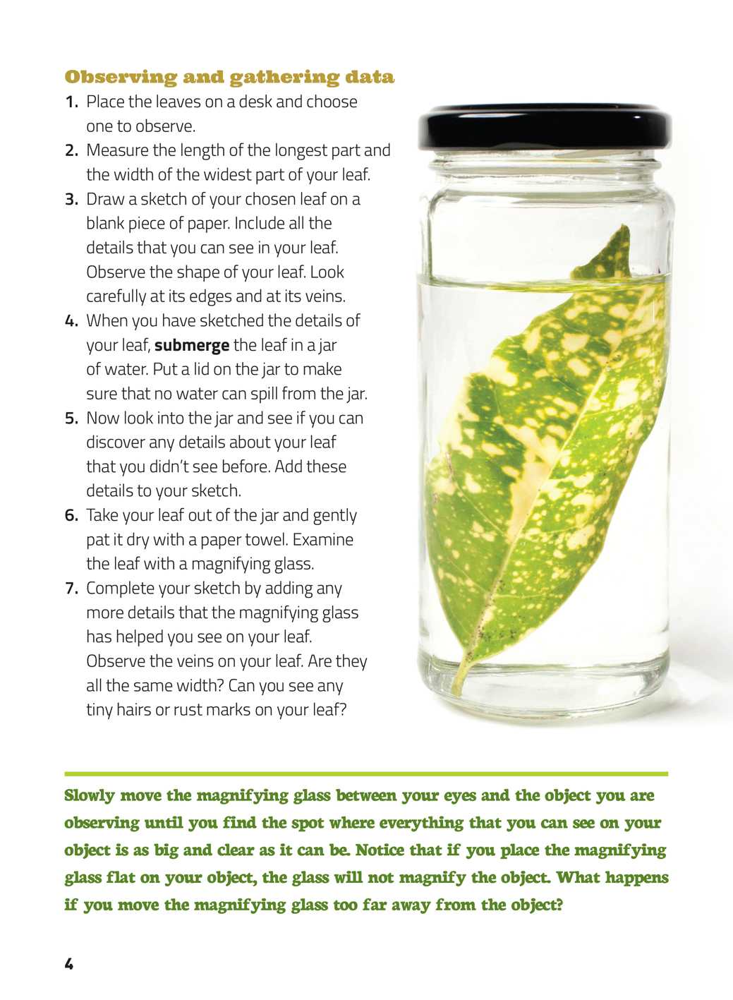 Observing and gathering data
1. Place the leaves on a desk and choose
one to observe.
2. Measure the length of the longest part and
the width of the widest part of your leaf.
3. Draw a sketch of your chosen leaf on a
blank piece of paper. Include all the
details that you can see in your leaf.
Observe the shape of your leaf. Look
carefully at its edges and at its veins.
4. When you have sketched the details of
your leaf, submerge the leaf in a jar
of water. Put a lid on the jar to make
sure that no water can spill from the jar.
5. Now look into the jar and see if you can
discover any details about your leaf
that you didn’t see before. Add these
details to your sketch.
6. Take your leaf out of the jar and gently
pat it dry with a paper towel. Examine
the leaf with a magnifying glass.
7. Complete your sketch by adding any
more details that the magnifying glass
has helped you see on your leaf.
Observe the veins on your leaf. Are they
all the same width? Can you see any
tiny hairs or rust marks on your leaf?
Slowly move the magnifying glass between your eyes and the object you are
observing until you find the spot where everything that you can see on your
object is as big and clear as it can be. Notice that if you place the magnifying
glass flat on your object, the glass will not magnify the object. What happens
if you move the magnifying glass too far away from the object?
4